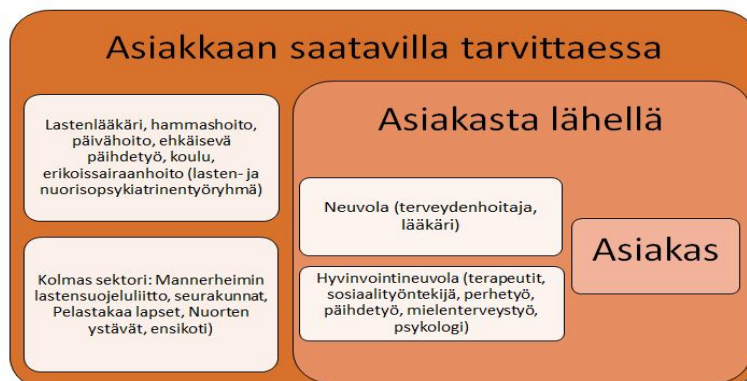 Asiakkaan saatavilla tarvittaessa
Lastenlääkäri, hammashoito,
päivähoito, ehkäisevä
päihdetyö, koulu,
erikoissairaanhoito (lasten- ja
nuorisopsykiatrinentyöryhmä)
Kolmas sektori: Mannerheimin
lastensuojeluliitto, seurakunnat,
Pelastakaa lapset, Nuorten
ystävät, ensikoti)
Asiakasta lähellä
Neuvola (terveydenhoitaja,
lääkäri)
Hyvinvointineuvola (terapeutit,
sosiaalityöntekijä, perhetyö,
päihdetyö, mielenterveystyö,
psykologi)
Asiakas